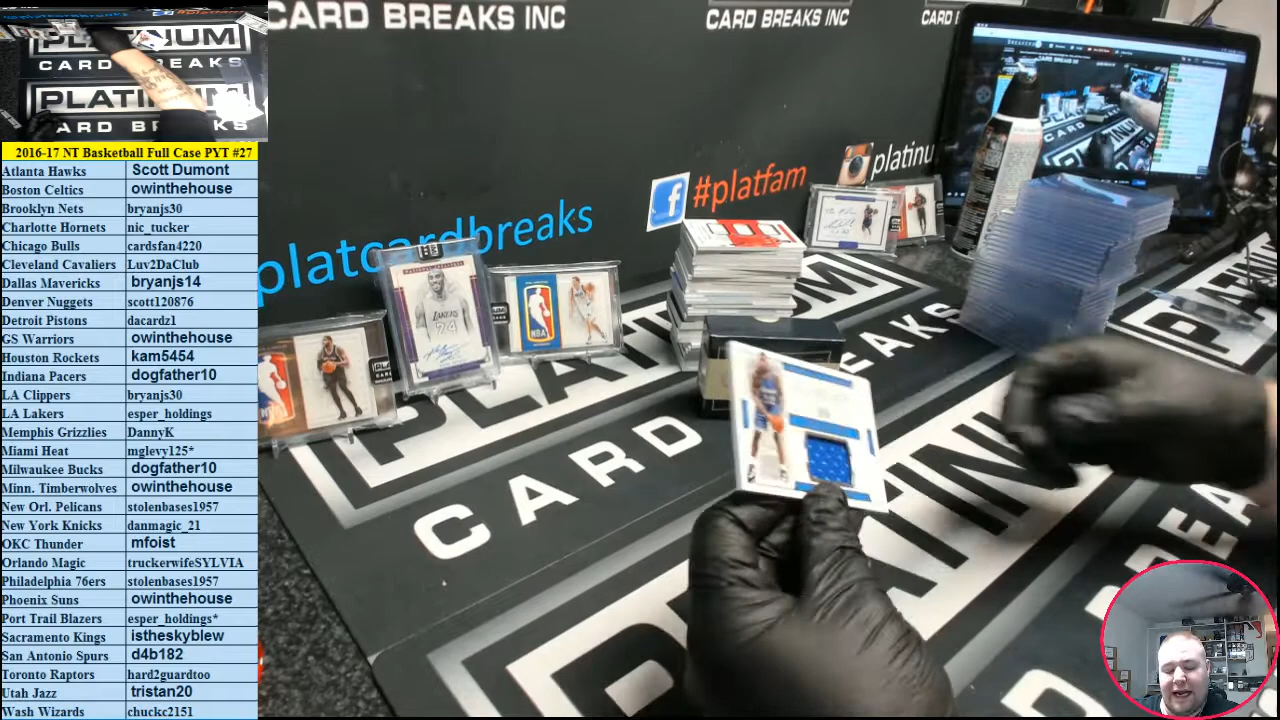 CARD BREAKS INC
CARD BREAKS INC
CARD B
PLATINUM
CARD BREAKS
PLATINUM
ARD BREAKS
2016-17 NT Basketball Full Case PYT #27
Atlanta Hawks Scott Dumont
Boston Celtics owinthehouse
Brooklyn Nets bryanjs30
Charlotte Hornets nic_tucker
Chicago Bulls cardsfan4220
Cleveland Cavaliers Luv2DaClub
Dallas Mavericks bryanjs14
Denver Nuggets scott120876
Detroit Pistons dacardz1
GS Warriors owinthehouse
Houston Rockets kam5454
Indiana Pacers dogfather10
LA Clippers bryanjs30
LA Lakers esper_holdings
Memphis Grizzlies DannyK
Miami Heat mglevy125*
Milwaukee Bucks dogfather10
Minn. Timberwolves owinthehouse
New Orl. Pelicans stolenbases1957
New York Knicks danmagic_21
OKC Thunder mfoist
Orlando Magic truckerwifeSYLVIA
Philadelphia 76ers stolenbases1957
Phoenix Suns owinthehouse
Port Trail Blazers esper_holdings*
Sacramento Kings istheskyblew
San Antonio Spurs d4b182
Toronto Raptors hard2guardtoo
Utah Jazz tristan20
Wash Wizards chuckc2151
platcardbreaks
f #platfam
platinu
NBA
PLATINUM
CARD BREAKS